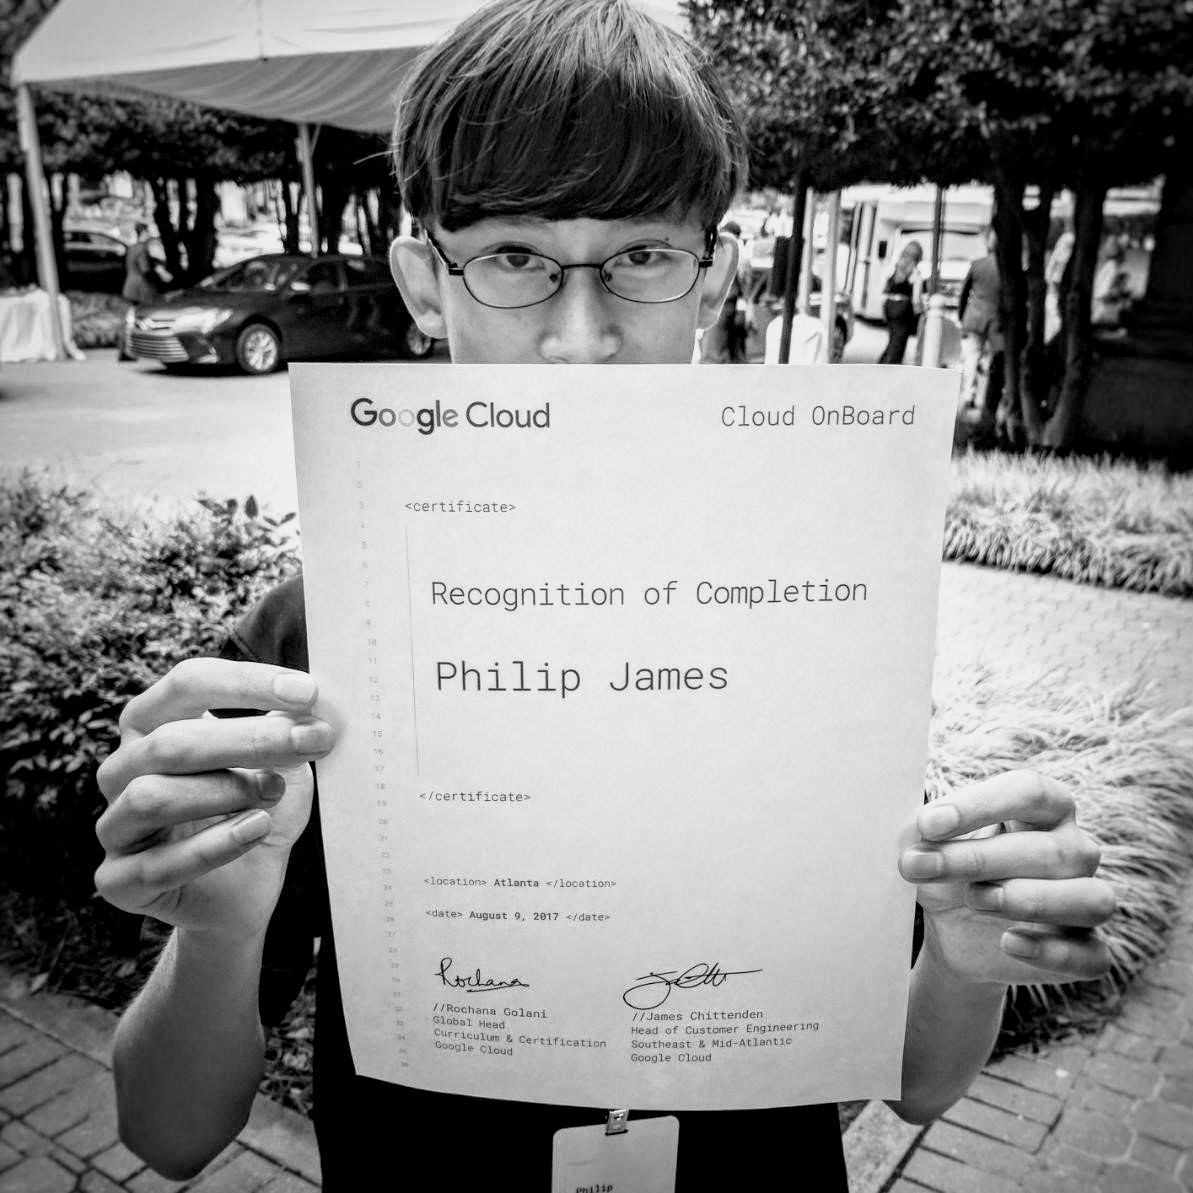 Google Cloud
Cloud OnBoard
1
2
3
4
5
6
7
8
9
10
11
12
13
14
15
16
17
18
19
20
21
22
23
24
25
26
27
28
29
30
31
32
33
34
35
36
<certificate>
Recognition of Completion
Philip James
</certificate>
<location> Atlanta </location>
<date> August 9, 2017 </date>
Rochana
//Rochana Golani
Global Head
Curriculum & Certification
Google Cloud
//James Chittenden
Head of Customer Engineering
Southeast & Mid-Atlantic
Google Cloud
Philip